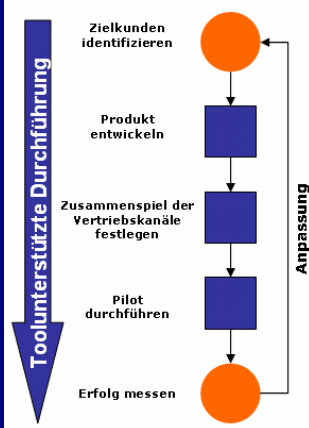 Toolunterstützte Durchführung
Zielkunden
identifizieren
Produkt
entwickeln
Zusammenspiel der
Vertriebskanäle
festlegen
Pilot
durchführen
Erfolg messen
Anpassung